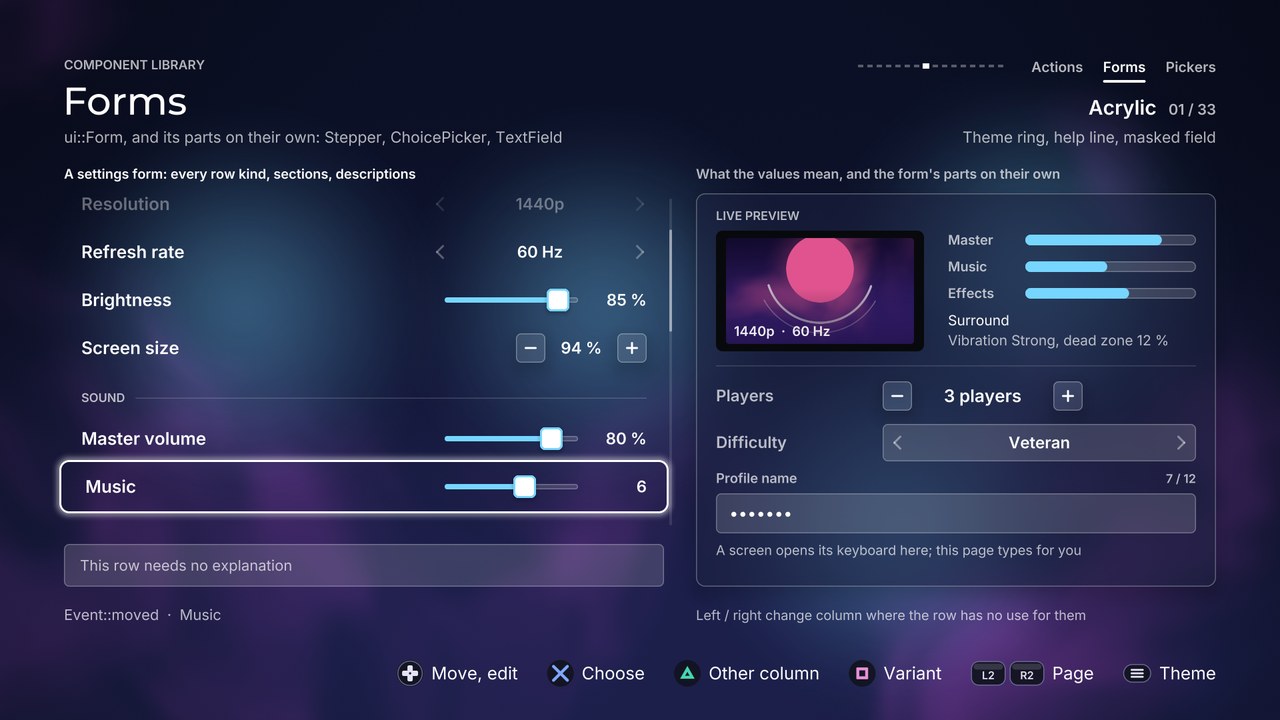 COMPONENT LIBRARY
Forms
ui::Form, and its parts on their own: Stepper, ChoicePicker, TextField
Actions Forms Pickers
Acrylic 01 / 33
Theme ring, help line, masked field
A settings form: every row kind, sections, descriptions
Resolution 1440p
Refresh rate 60 Hz
Brightness 85 %
Screen size 94 %
SOUND
Master volume 80 %
Music 6
This row needs no explanation
Event::moved · Music
What the values mean, and the form's parts on their own
LIVE PREVIEW
1440p · 60 Hz
Master
Music
Effects
Surround
Vibration Strong, dead zone 12 %
Players 3 players
Difficulty Veteran
Profile name 7 / 12
•••••••
A screen opens its keyboard here; this page types for you
Left / right change column where the row has no use for them
Move, edit Choose Other column Variant L2 R2 Page Theme